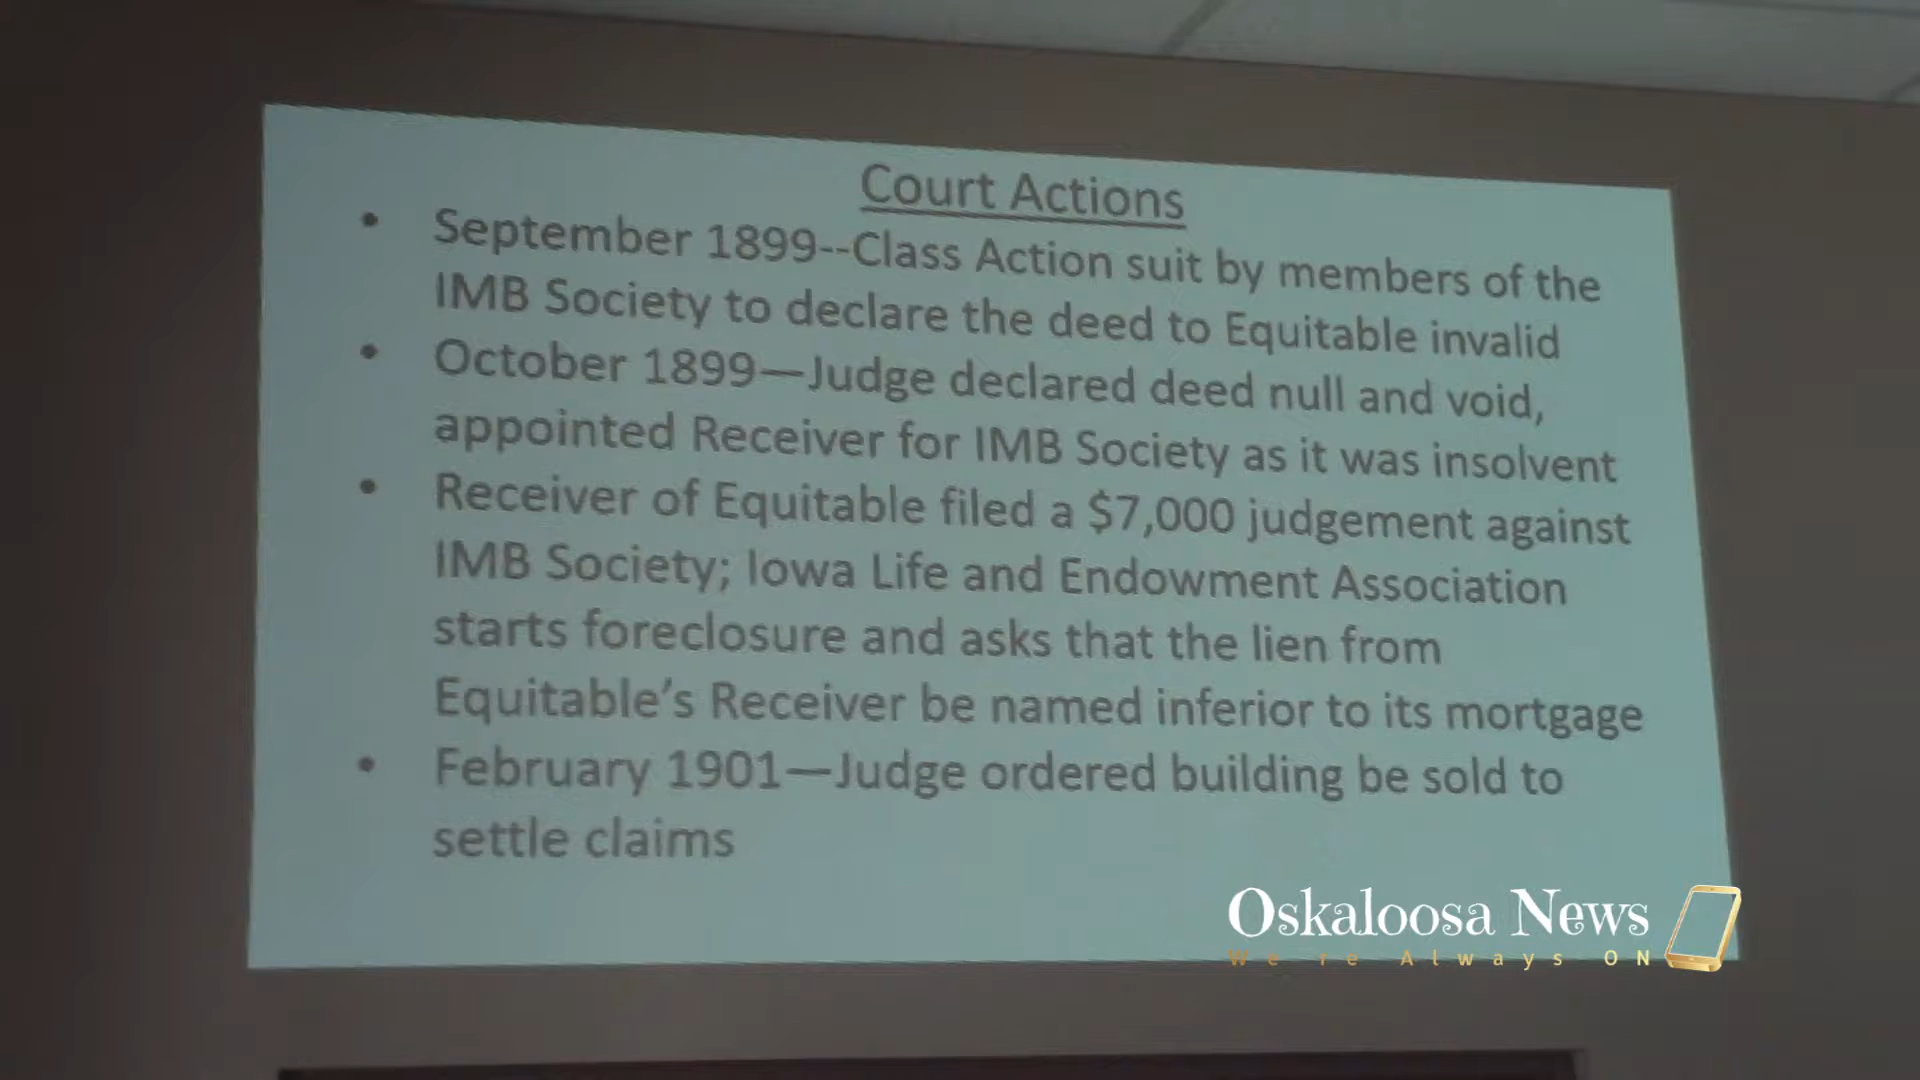 Court Actions
• September 1899--Class Action suit by members of the
IMB Society to declare the deed to Equitable invalid
• October 1899—Judge declared deed null and void,
appointed Receiver for IMB Society as it was insolvent
• Receiver of Equitable filed a $7,000 judgement against
IMB Society; Iowa Life and Endowment Association
starts foreclosure and asks that the lien from
Equitable’s Receiver be named inferior to its mortgage
• February 1901—Judge ordered building be sold to
settle claims
Oskaloosa News
We're Always ON